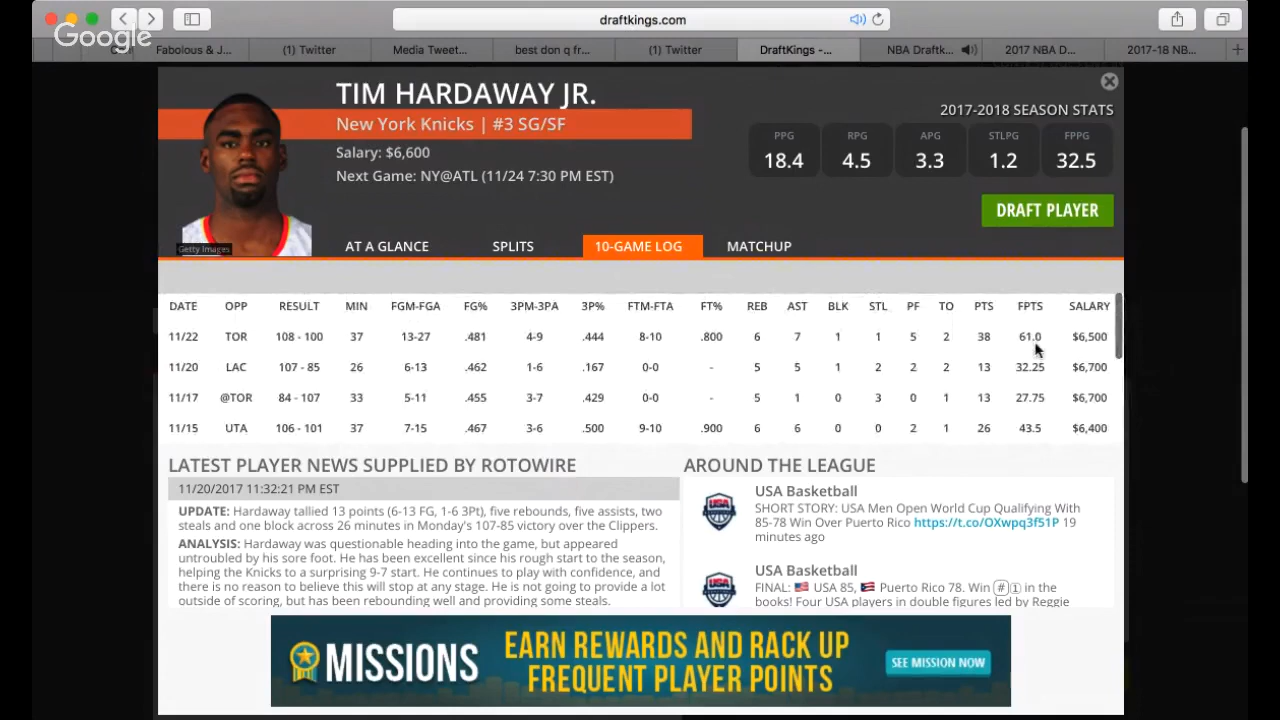 draftkings.com
Google
Fabolous & J...
(1) Twitter
Media Tweet...
best don q fr...
(1) Twitter
DraftKings -...
NBA Draftk...
2017 NBA D...
2017-18 NB...
TIM HARDAWAY JR.
New York Knicks | #3 SG/SF
Salary: $6,600
Next Game: NY@ATL (11/24 7:30 PM EST)
Getty Images
2017-2018 SEASON STATS
PPG RPG APG STLPG FPPG
18.4 4.5 3.3 1.2 32.5
DRAFT PLAYER
AT A GLANCE SPLITS 10-GAME LOG MATCHUP
DATE OPP RESULT MIN FGM-FGA FG% 3PM-3PA 3P% FTM-FTA FT% REB AST BLK STL PF TO PTS FPTS SALARY
11/22 TOR 108 - 100 37 13-27 .481 4-9 .444 8-10 .800 6 7 1 1 5 2 38 61.0 $6,500
11/20 LAC 107 - 85 26 6-13 .462 1-6 .167 0-0 - 5 5 1 2 2 2 13 32.25 $6,700
11/17 @TOR 84 - 107 33 5-11 .455 3-7 .429 0-0 - 5 1 0 3 0 1 13 27.75 $6,700
11/15 UTA 106 - 101 37 7-15 .467 3-6 .500 9-10 .900 6 6 0 0 2 1 26 43.5 $6,400
LATEST PLAYER NEWS SUPPLIED BY ROTOWIRE
11/20/2017 11:32:21 PM EST
UPDATE: Hardaway tallied 13 points (6-13 FG, 1-6 3Pt), five rebounds, five assists, two
steals and one block across 26 minutes in Monday's 107-85 victory over the Clippers.
ANALYSIS: Hardaway was questionable heading into the game, but appeared
untroubled by his sore foot. He has been excellent since his rough start to the season,
helping the Knicks to a surprising 9-7 start. He continues to play with confidence, and
there is no reason to believe this will stop at any stage. He is not going to provide a lot
outside of scoring, but has been rebounding well and providing some steals.
AROUND THE LEAGUE
USA Basketball
SHORT STORY: USA Men Open World Cup Qualifying With
85-78 Win Over Puerto Rico https://t.co/OXwpq3f51P 19
minutes ago
USA Basketball
FINAL: 🇺🇸 USA 85, 🇵🇷 Puerto Rico 78. Win #1 in the
books! Four USA players in double figures led by Reggie
MISSIONS
EARN REWARDS AND RACK UP
FREQUENT PLAYER POINTS
SEE MISSION NOW